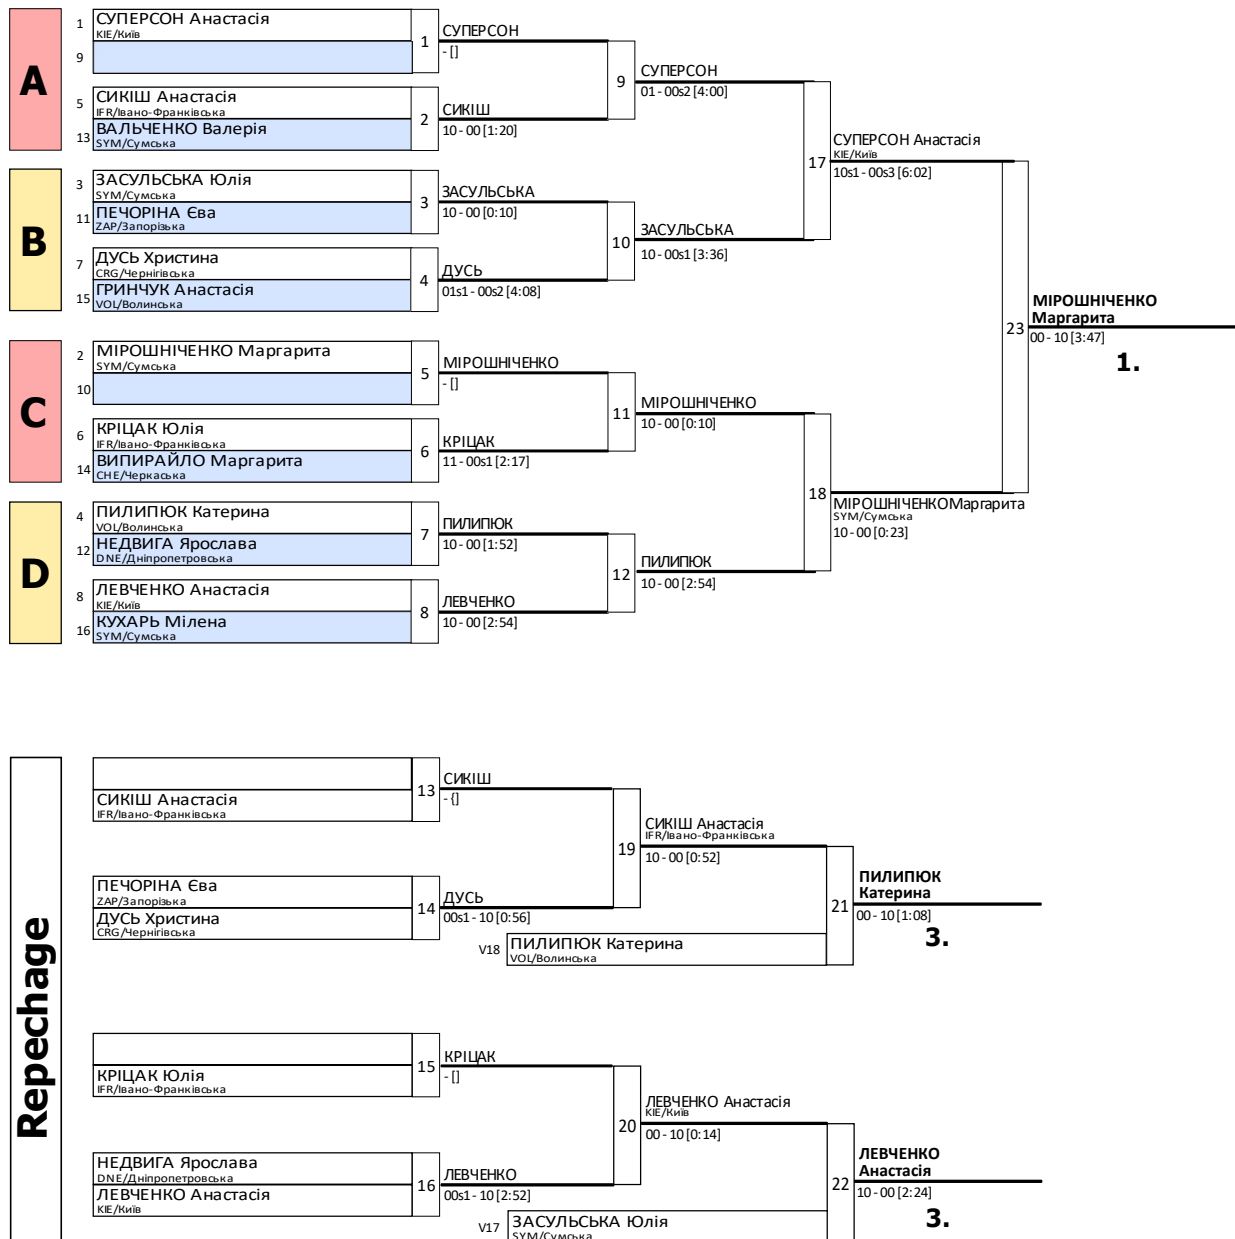 A
1 СУПЕРСОН Анастасія
KIE/Київ
9
1
СУПЕРСОН
- []
5 СИКІШ Анастасія
IFR/Івано-Франківська
13 ВАЛЬЧЕНКО Валерія
SYM/Сумська
2
СИКІШ
10 - 00 [1:20]
9
СУПЕРСОН
01 - 00s2 [4:00]
B
3 ЗАСУЛЬСЬКА Юлія
SYM/Сумська
11 ПЕЧОРІНА Єва
ZAP/Запорізька
3
ЗАСУЛЬСЬКА
10 - 00 [0:10]
7 ДУСЬ Христина
CRG/Чернігівська
15 ГРИНЧУК Анастасія
VOL/Волинська
4
ДУСЬ
01s1 - 00s2 [4:08]
10
ЗАСУЛЬСЬКА
10 - 00s1 [3:36]
17
СУПЕРСОН Анастасія
KIE/Київ
10s1 - 00s3 [6:02]
C
2 МІРОШНІЧЕНКО Маргарита
SYM/Сумська
10
5
МІРОШНІЧЕНКО
- []
6 КРІЦАК Юлія
IFR/Івано-Франківська
14 ВИПИРАЙЛО Маргарита
CHE/Черкаська
6
КРІЦАК
11 - 00s1 [2:17]
11
МІРОШНІЧЕНКО
10 - 00 [0:10]
D
4 ПИЛИПЮК Катерина
VOL/Волинська
12 НЕДВИГА Ярослава
DNE/Дніпропетровська
7
ПИЛИПЮК
10 - 00 [1:52]
8 ЛЕВЧЕНКО Анастасія
KIE/Київ
16 КУХАРЬ Мілена
SYM/Сумська
8
ЛЕВЧЕНКО
10 - 00 [2:54]
12
ПИЛИПЮК
10 - 00 [2:54]
18
МІРОШНІЧЕНКО Маргарита
SYM/Сумська
10 - 00 [0:23]
23
МІРОШНІЧЕНКО
Маргарита
00 - 10 [3:47]
1.
Repechage
СИКІШ Анастасія
IFR/Івано-Франківська
13
СИКІШ
- {]
ПЕЧОРІНА Єва
ZAP/Запорізька
ДУСЬ Христина
CRG/Чернігівська
14
ДУСЬ
00s1 - 10 [0:56]
19
СИКІШ Анастасія
IFR/Івано-Франківська
10 - 00 [0:52]
V18 ПИЛИПЮК Катерина
VOL/Волинська
21
ПИЛИПЮК
Катерина
00 - 10 [1:08]
3.
КРІЦАК Юлія
IFR/Івано-Франківська
15
КРІЦАК
- []
НЕДВИГА Ярослава
DNE/Дніпропетровська
ЛЕВЧЕНКО Анастасія
KIE/Київ
16
ЛЕВЧЕНКО
00s1 - 10 [2:52]
20
ЛЕВЧЕНКО Анастасія
KIE/Київ
00 - 10 [0:14]
V17 ЗАСУЛЬСЬКА Юлія
SYM/Сумська
22
ЛЕВЧЕНКО
Анастасія
10 - 00 [2:24]
3.